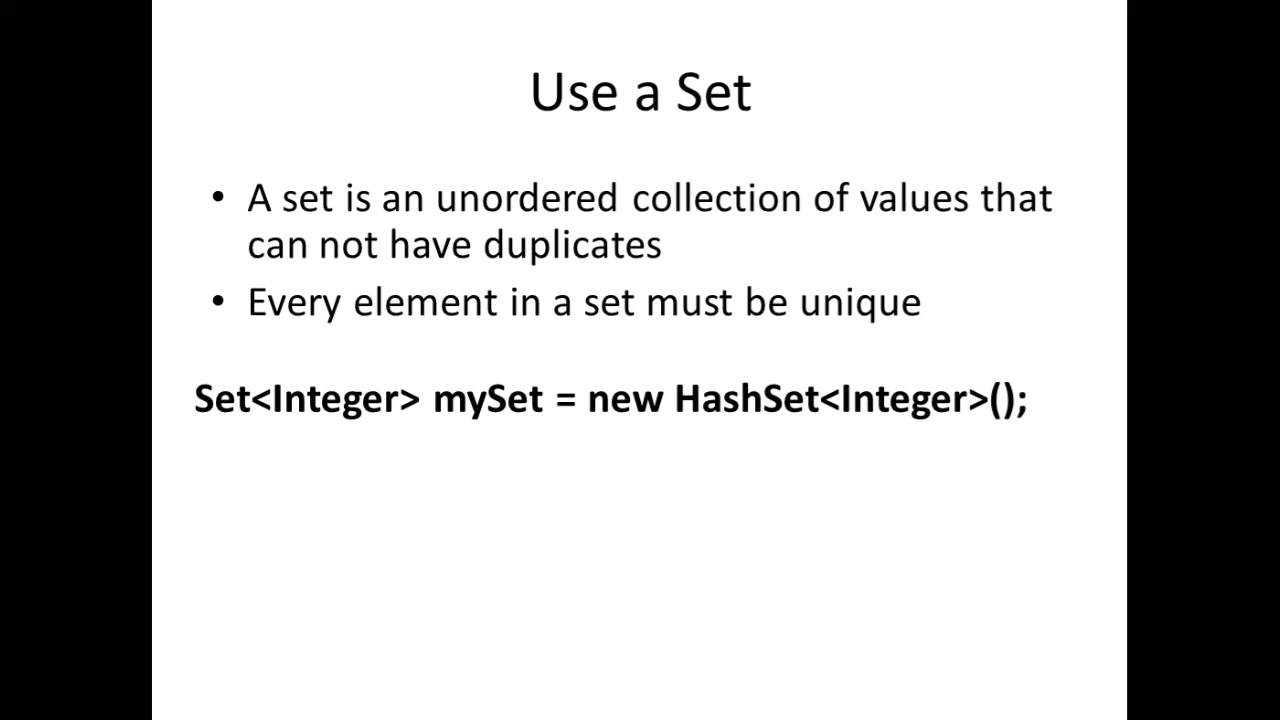 Use a Set
• A set is an unordered collection of values that
can not have duplicates
• Every element in a set must be unique
Set<Integer> mySet = new HashSet<Integer>();